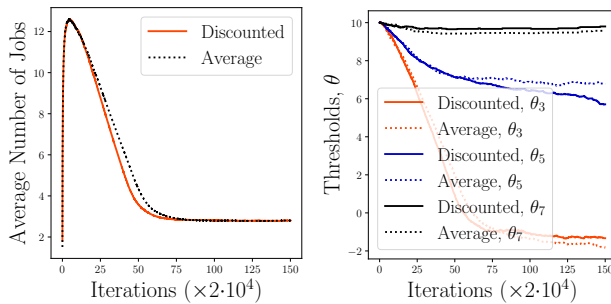 Average Number of Jobs
12
10
8
6
4
2
0
25
50
75
100
125
150
Iterations (×2·10⁴)
Discounted
Average
Thresholds, θ
10
8
6
4
2
0
−2
0
25
50
75
100
125
150
Iterations (×2·10⁴)
Discounted, θ₃
Average, θ₃
Discounted, θ₅
Average, θ₅
Discounted, θ₇
Average, θ₇